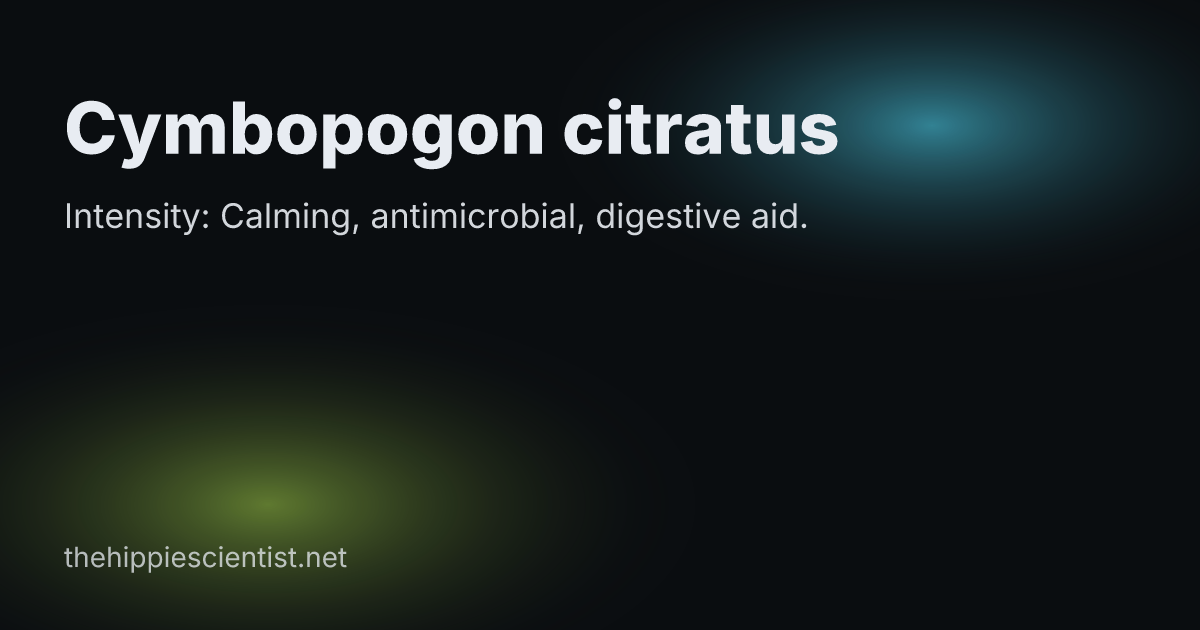 Cymbopogon citratus
Intensity: Calming, antimicrobial, digestive aid.
thehippiescientist.net